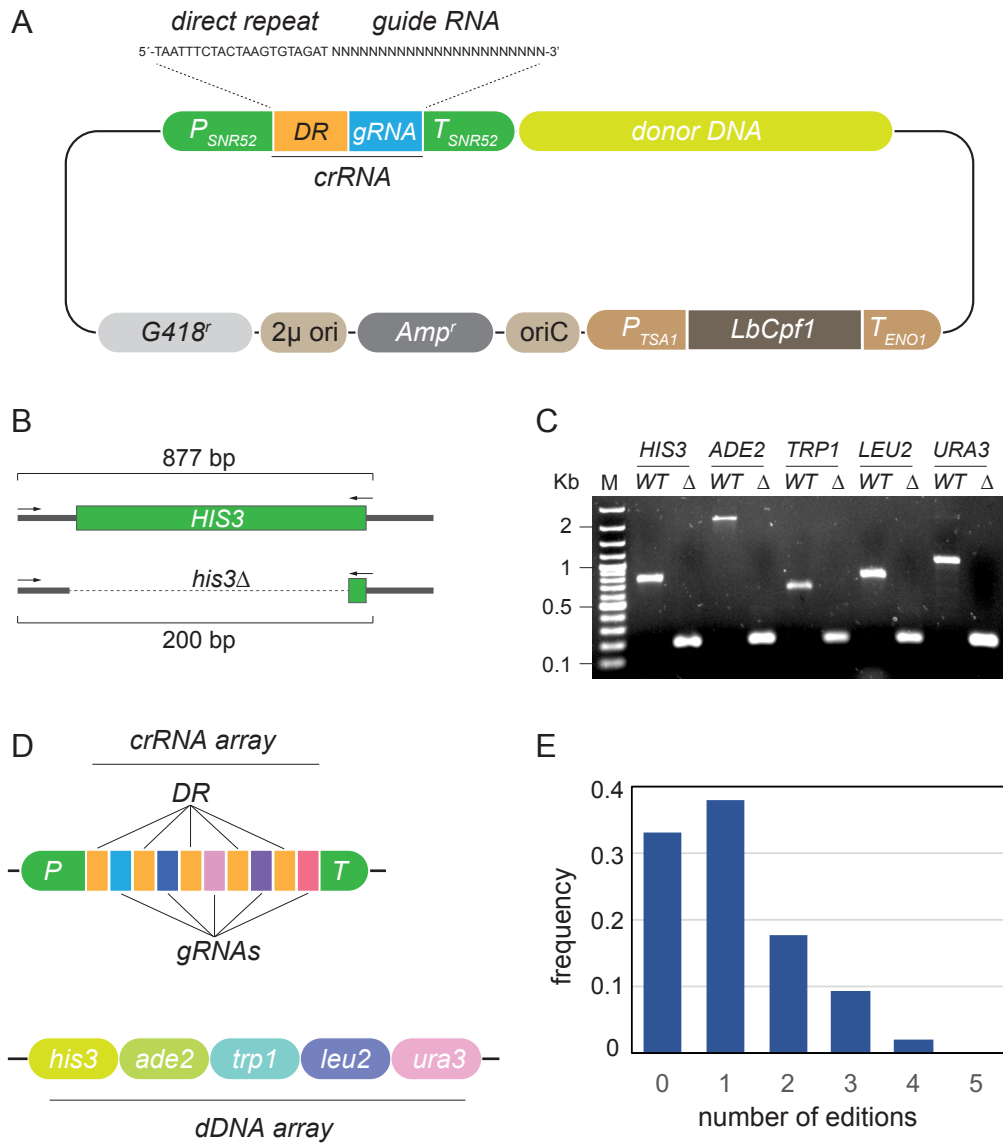 A
direct repeat guide RNA
5´-TAATTTCTACTAAGTGTAGAT NNNNNNNNNNNNNNNNNNNNNNN-3’
PSNR52 DR gRNA TSNR52 donor DNA
crRNA
G418r 2µ ori Ampr oriC PTSA1 LbCpf1 TENO1
B
877 bp
HIS3
his3Δ
200 bp
C
HIS3 ADE2 TRP1 LEU2 URA3
Kb M WT Δ WT Δ WT Δ WT Δ WT Δ
2
1
0.5
0.1
D
crRNA array
DR
P T
gRNAs
his3 ade2 trp1 leu2 ura3
dDNA array
E
0.4
0.3
0.2
0.1
0
frequency
0 1 2 3 4 5
number of editions